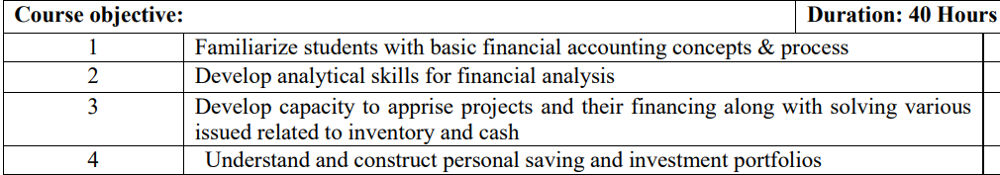 Course objective: Duration: 40 Hours
1 Familiarize students with basic financial accounting concepts & process
2 Develop analytical skills for financial analysis
3 Develop capacity to apprise projects and their financing along with solving various
issued related to inventory and cash
4 Understand and construct personal saving and investment portfolios